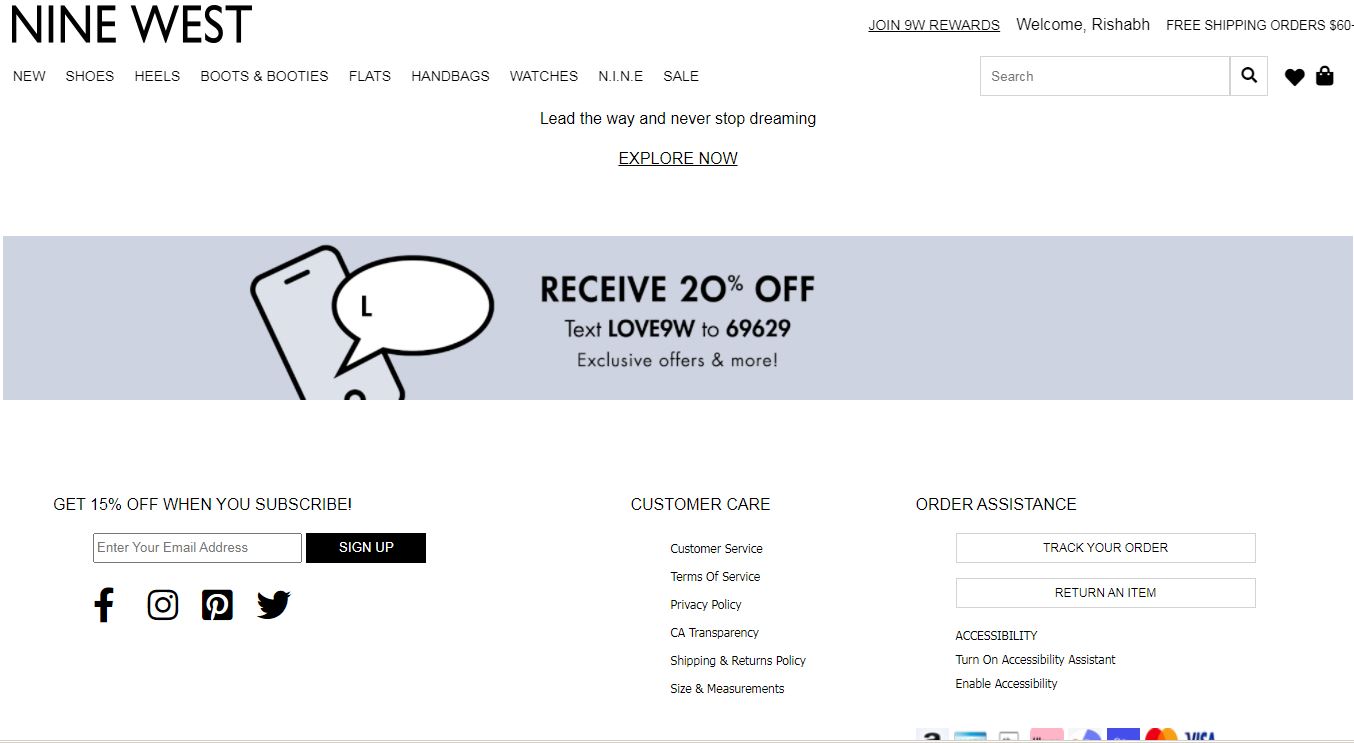 NINE WEST
JOIN 9W REWARDS Welcome, Rishabh FREE SHIPPING ORDERS $60
NEW SHOES HEELS BOOTS & BOOTIES FLATS HANDBAGS WATCHES N.I.N.E SALE Search
Lead the way and never stop dreaming
EXPLORE NOW
L
RECEIVE 20% OFF
Text LOVE9W to 69629
Exclusive offers & more!
GET 15% OFF WHEN YOU SUBSCRIBE!
Enter Your Email Address SIGN UP
CUSTOMER CARE
Customer Service
Terms Of Service
Privacy Policy
CA Transparency
Shipping & Returns Policy
Size & Measurements
ORDER ASSISTANCE
TRACK YOUR ORDER
RETURN AN ITEM
ACCESSIBILITY
Turn On Accessibility Assistant
Enable Accessibility
VISA